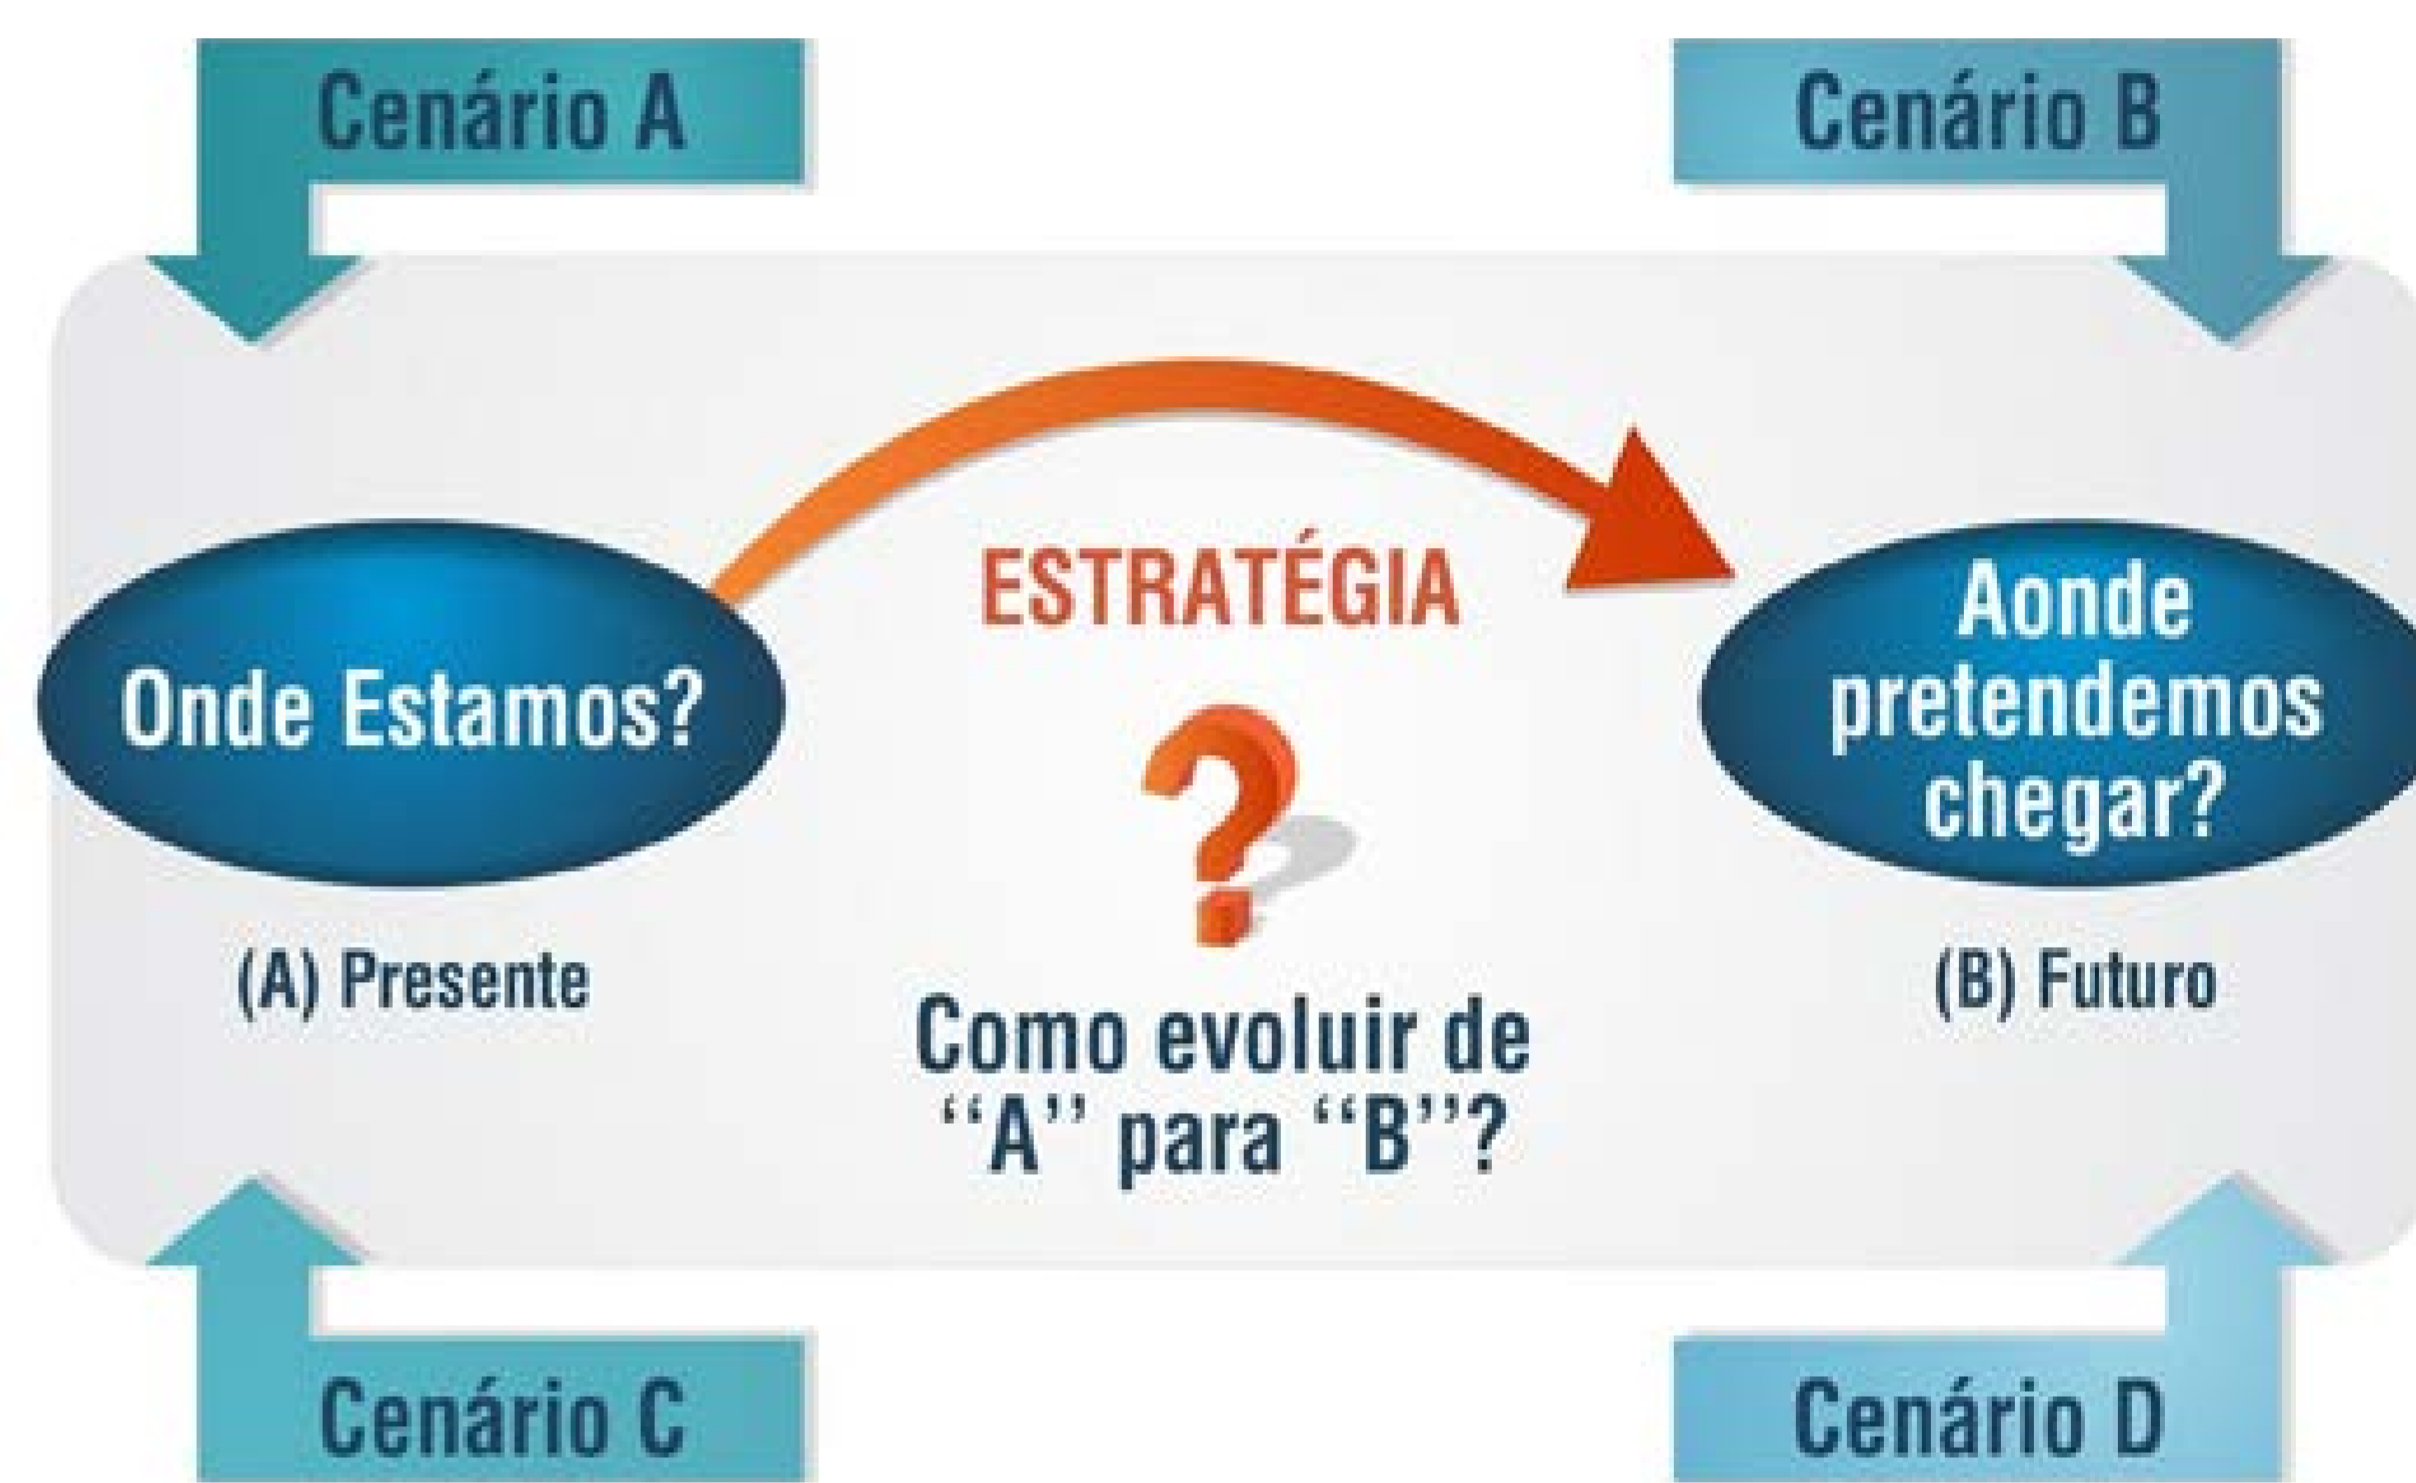 Cenário A
Cenário B
ESTRATÉGIA
Onde Estamos?
Aonde
pretendemos
chegar?
(A) Presente
(B) Futuro
Como evoluir de
“A” para “B”?
Cenário C
Cenário D